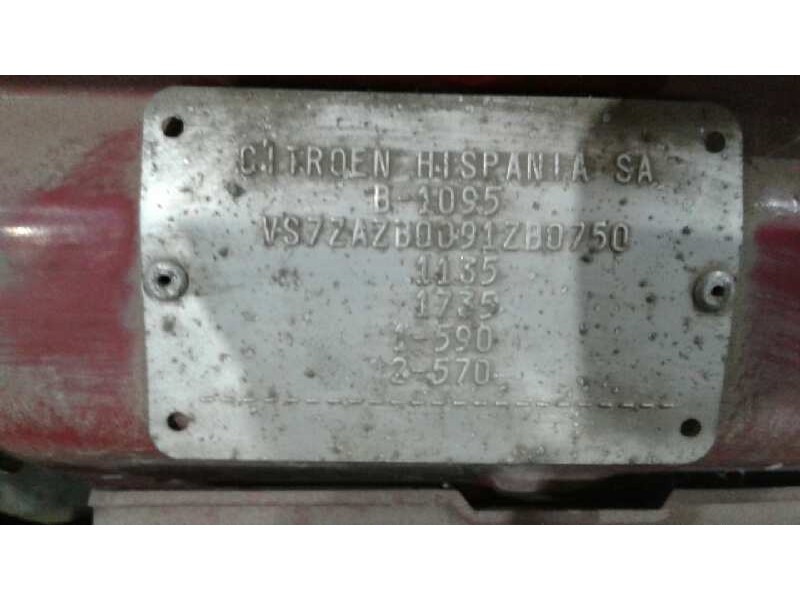 CITROEN HISPANIA SA
B-1095
VS7ZAZB0091ZB0750
1135
1735
1-590
2-570